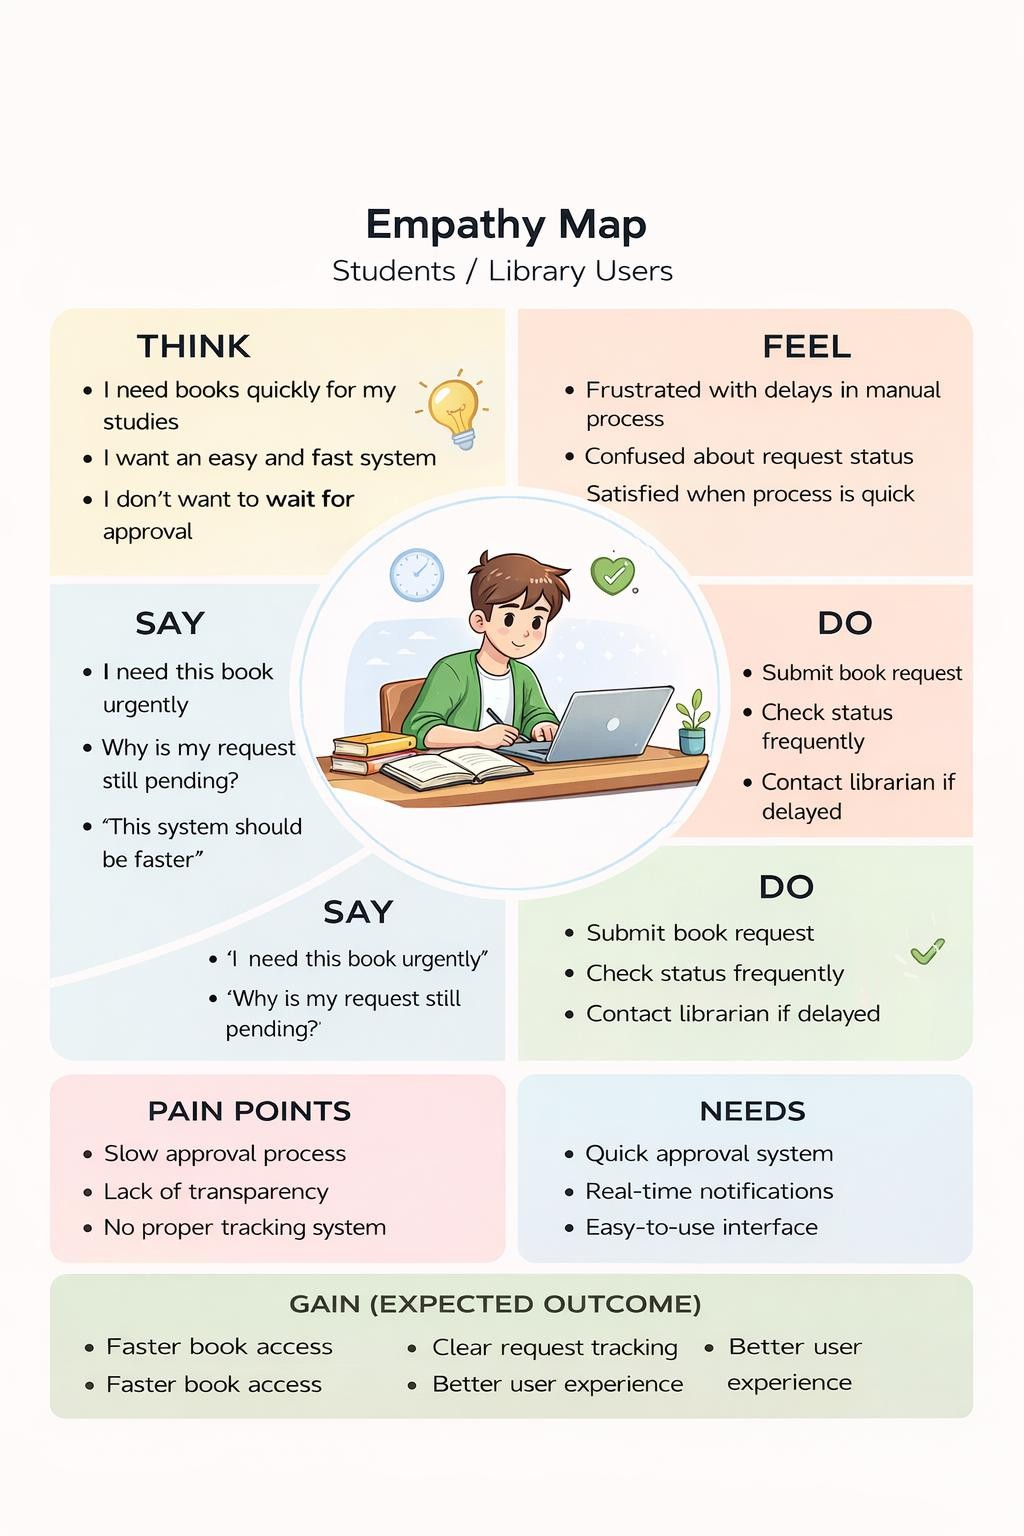 Empathy Map
Students / Library Users
THINK
• I need books quickly for my
studies
• I want an easy and fast system
• I don’t want to wait for
approval
FEEL
• Frustrated with delays in manual
process
• Confused about request status
Satisfied when process is quick
SAY
• I need this book
urgently
• Why is my request
still pending?
• “This system should
be faster”
DO
• Submit book request
• Check status
frequently
• Contact librarian if
delayed
SAY
• ‘I need this book urgently”
• ‘Why is my request still
pending?’
DO
• Submit book request
• Check status frequently
• Contact librarian if delayed
PAIN POINTS
• Slow approval process
• Lack of transparency
• No proper tracking system
NEEDS
• Quick approval system
• Real-time notifications
• Easy-to-use interface
GAIN (EXPECTED OUTCOME)
• Faster book access
• Faster book access
• Clear request tracking
• Better user experience
• Better user
experience